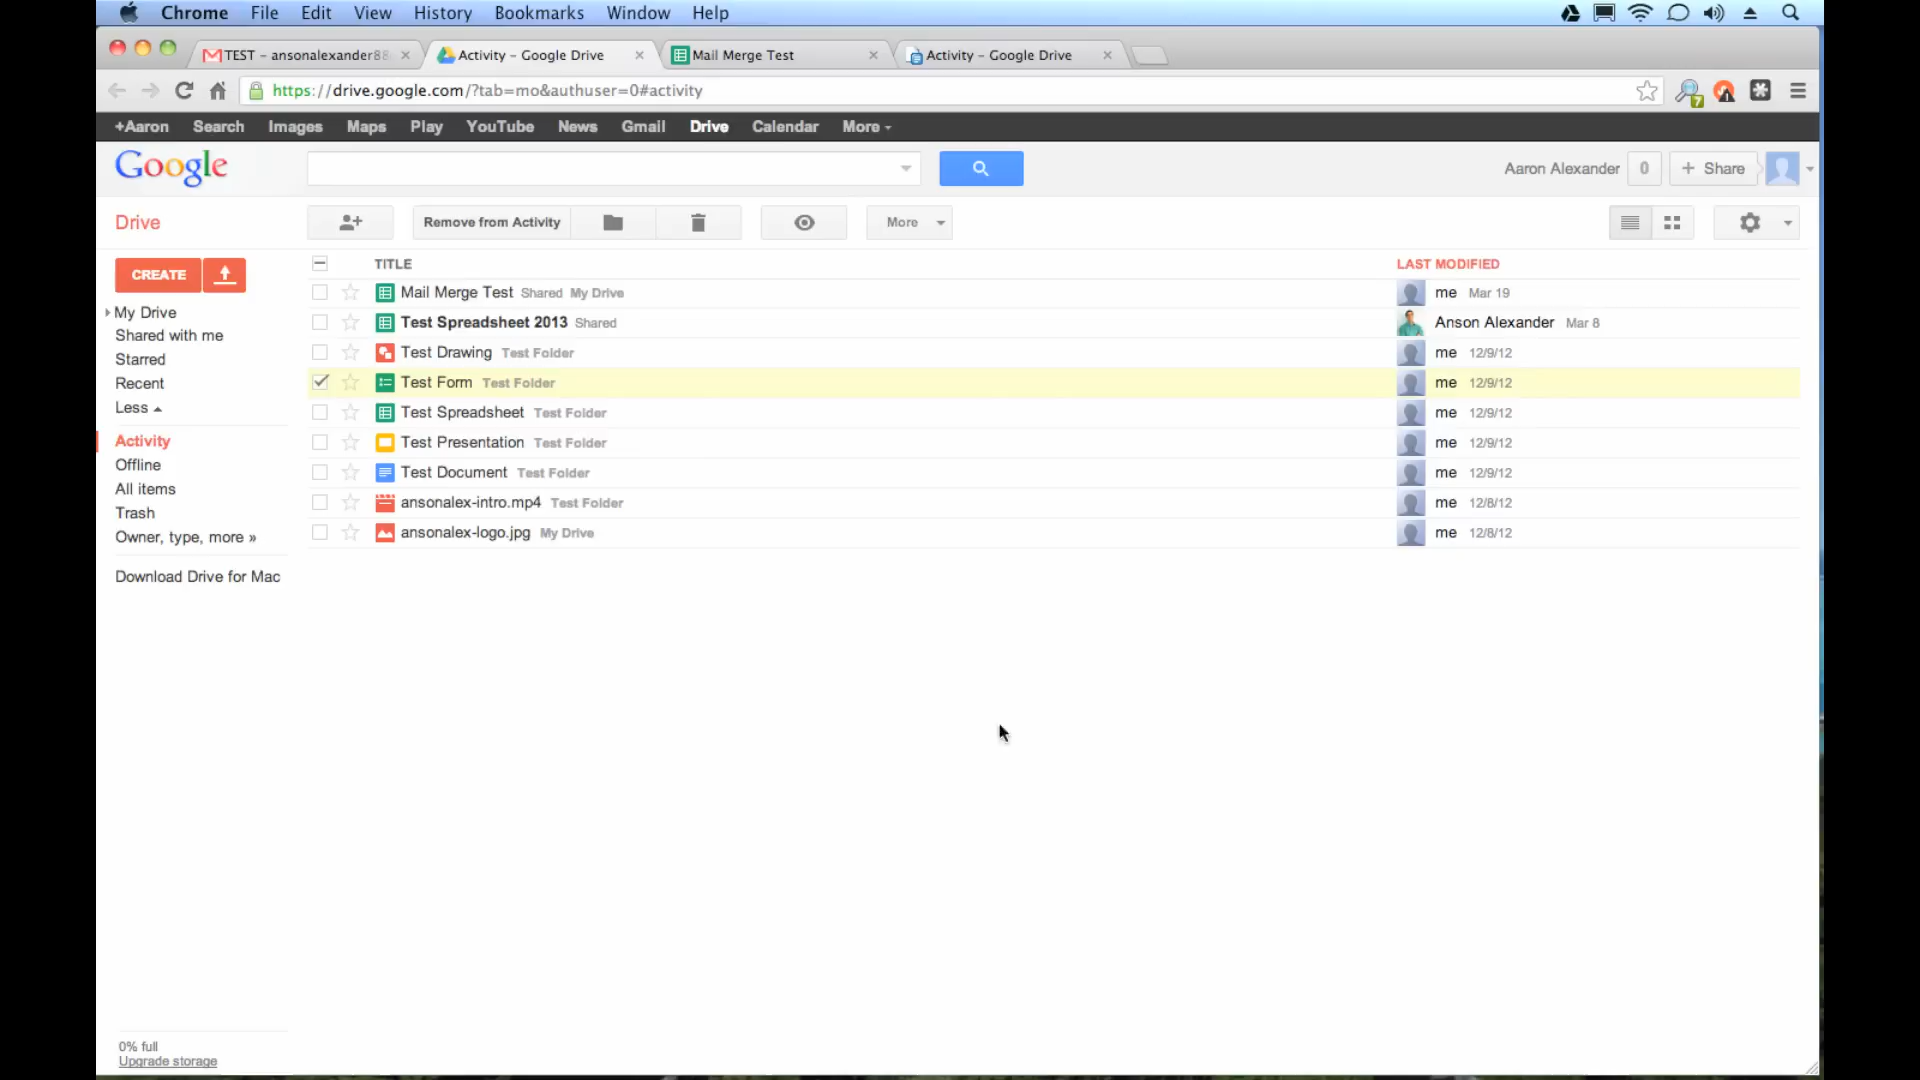 Chrome File Edit View History Bookmarks Window Help
TEST – ansonalexander88 Activity – Google Drive Mail Merge Test Activity – Google Drive
https://drive.google.com/?tab=mo&authuser=0#activity
+Aaron Search Images Maps Play YouTube News Gmail Drive Calendar More
Google Aaron Alexander 0 + Share
Drive Remove from Activity More
CREATE TITLE LAST MODIFIED
Mail Merge Test Shared My Drive me Mar 19
Test Spreadsheet 2013 Shared Anson Alexander Mar 8
Test Drawing Test Folder me 12/9/12
Test Form Test Folder me 12/9/12
Test Spreadsheet Test Folder me 12/9/12
Test Presentation Test Folder me 12/9/12
Test Document Test Folder me 12/9/12
ansonalex-intro.mp4 Test Folder me 12/8/12
ansonalex-logo.jpg My Drive me 12/8/12
My Drive
Shared with me
Starred
Recent
Less
Activity
Offline
All items
Trash
Owner, type, more »
Download Drive for Mac
0% full
Upgrade storage
7